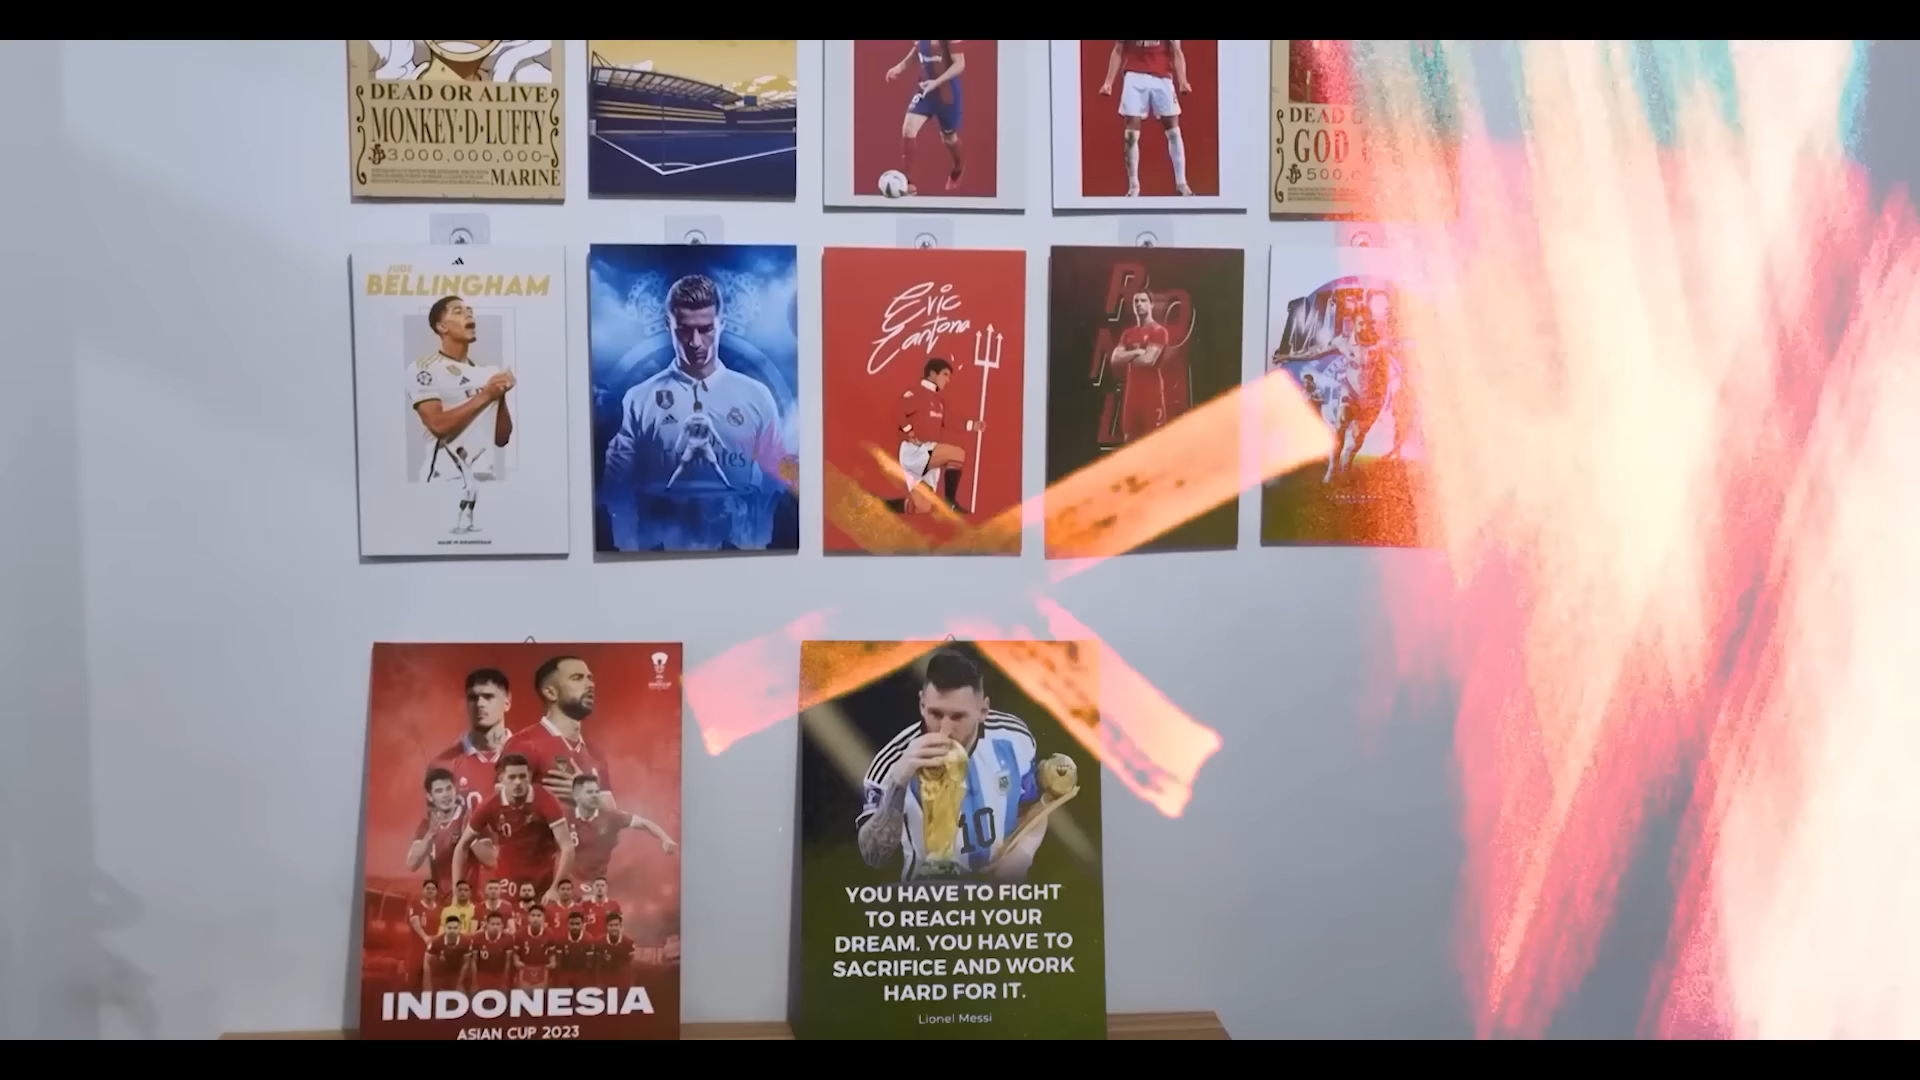 DEAD OR ALIVE
MONKEY·D·LUFFY
3,000,000,000-
MARINE
DEAD
GOD
JUDE
BELLINGHAM
Eric
Cantona
INDONESIA
ASIAN CUP 2023
10
YOU HAVE TO FIGHT
TO REACH YOUR
DREAM. YOU HAVE TO
SACRIFICE AND WORK
HARD FOR IT.
Lionel Messi